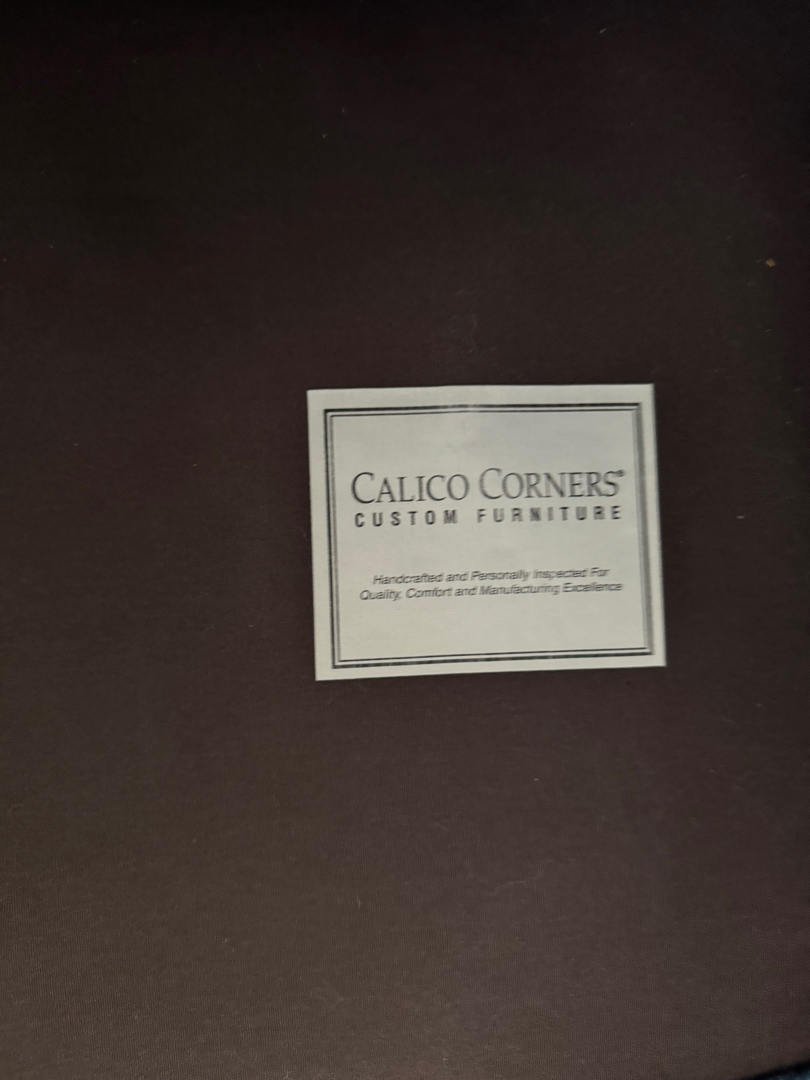 CALICO CORNERS®
CUSTOM FURNITURE
Handcrafted and Personally Inspected For
Quality, Comfort and Manufacturing Excellence